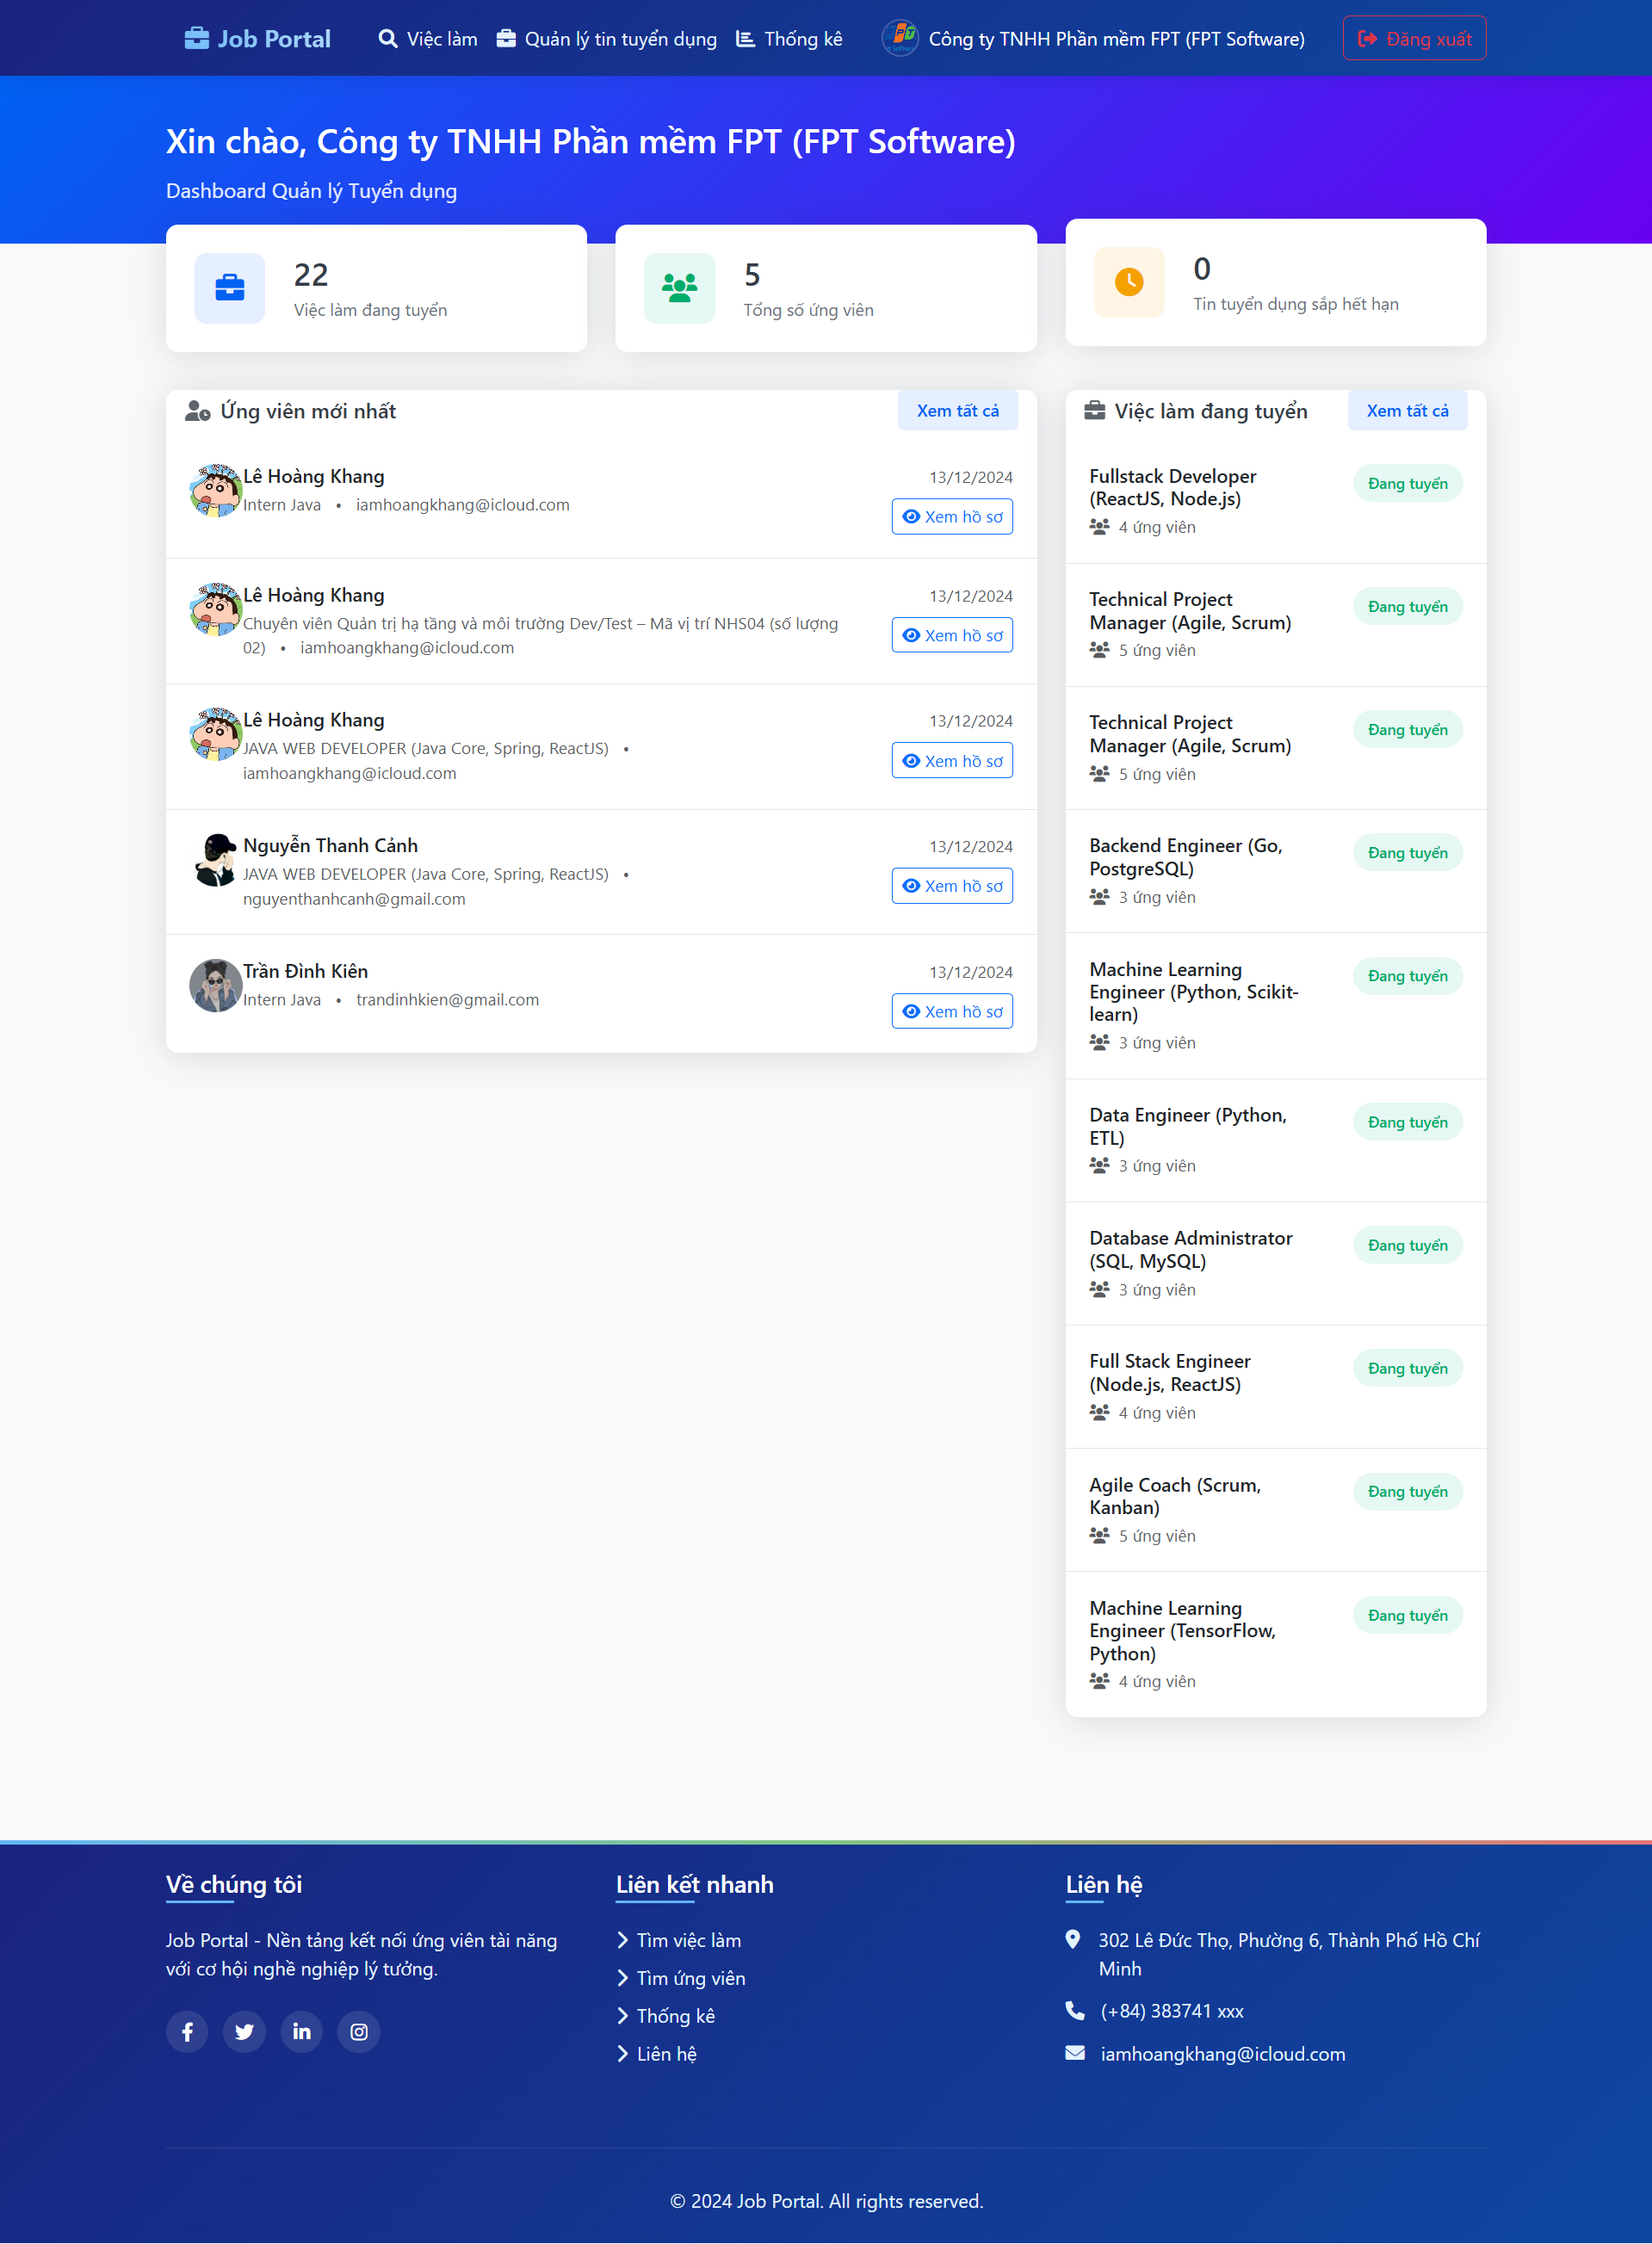 Job Portal
Việc làm
Quản lý tin tuyển dụng
Thống kê
Công ty TNHH Phần mềm FPT (FPT Software)
Đăng xuất
Xin chào, Công ty TNHH Phần mềm FPT (FPT Software)
Dashboard Quản lý Tuyển dụng
22
Việc làm đang tuyển
5
Tổng số ứng viên
0
Tin tuyển dụng sắp hết hạn
Ứng viên mới nhất
Xem tất cả
Lê Hoàng Khang
Intern Java • iamhoangkhang@icloud.com
13/12/2024
Xem hồ sơ
Lê Hoàng Khang
Chuyên viên Quản trị hạ tầng và môi trường Dev/Test – Mã vị trí NHS04 (số lượng
02) • iamhoangkhang@icloud.com
13/12/2024
Xem hồ sơ
Lê Hoàng Khang
JAVA WEB DEVELOPER (Java Core, Spring, ReactJS) •
iamhoangkhang@icloud.com
13/12/2024
Xem hồ sơ
Nguyễn Thanh Cảnh
JAVA WEB DEVELOPER (Java Core, Spring, ReactJS) •
nguyenthanhcanh@gmail.com
13/12/2024
Xem hồ sơ
Trần Đình Kiên
Intern Java • trandinhkien@gmail.com
13/12/2024
Xem hồ sơ
Việc làm đang tuyển
Xem tất cả
Fullstack Developer
(ReactJS, Node.js)
4 ứng viên
Đang tuyển
Technical Project
Manager (Agile, Scrum)
5 ứng viên
Đang tuyển
Technical Project
Manager (Agile, Scrum)
5 ứng viên
Đang tuyển
Backend Engineer (Go,
PostgreSQL)
3 ứng viên
Đang tuyển
Machine Learning
Engineer (Python, Scikit-
learn)
3 ứng viên
Đang tuyển
Data Engineer (Python,
ETL)
3 ứng viên
Đang tuyển
Database Administrator
(SQL, MySQL)
3 ứng viên
Đang tuyển
Full Stack Engineer
(Node.js, ReactJS)
4 ứng viên
Đang tuyển
Agile Coach (Scrum,
Kanban)
5 ứng viên
Đang tuyển
Machine Learning
Engineer (TensorFlow,
Python)
4 ứng viên
Đang tuyển
Về chúng tôi
Job Portal - Nền tảng kết nối ứng viên tài năng
với cơ hội nghề nghiệp lý tưởng.
Liên kết nhanh
Tìm việc làm
Tìm ứng viên
Thống kê
Liên hệ
Liên hệ
302 Lê Đức Thọ, Phường 6, Thành Phố Hồ Chí
Minh
(+84) 383741 xxx
iamhoangkhang@icloud.com
© 2024 Job Portal. All rights reserved.